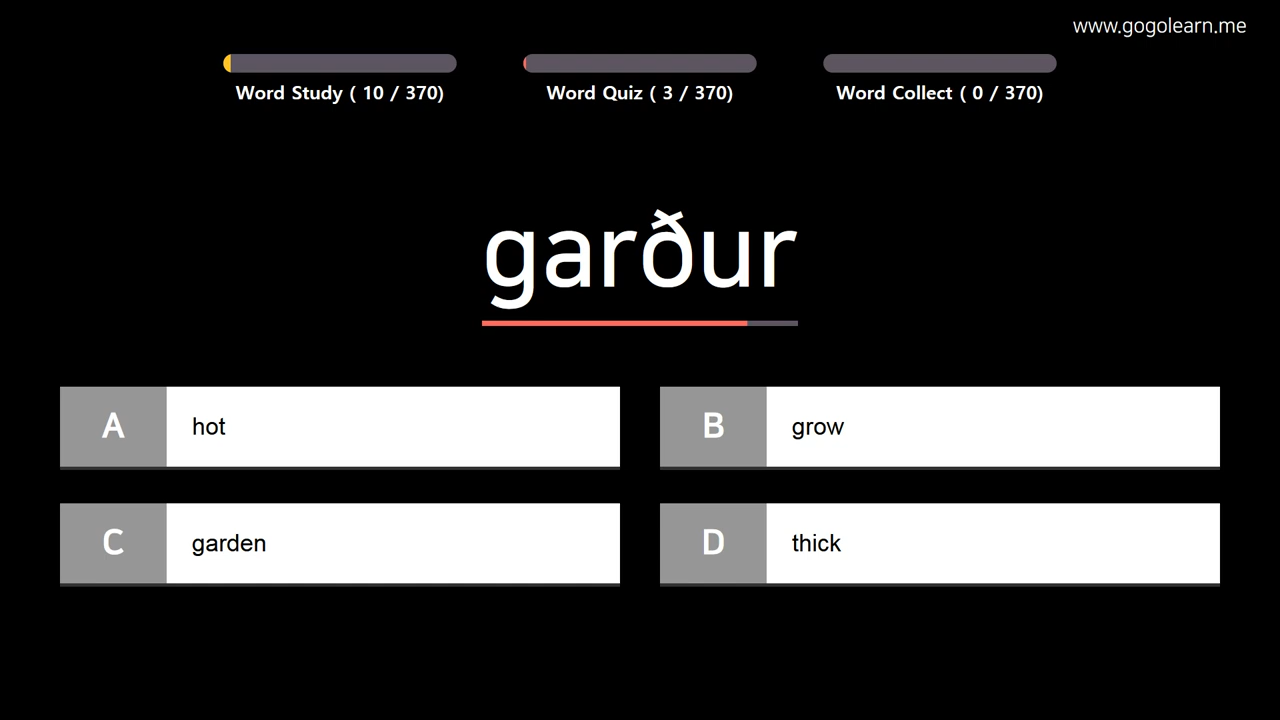 www.gogolearn.me
Word Study ( 10 / 370)
Word Quiz ( 3 / 370)
Word Collect ( 0 / 370)
garður
A hot
B grow
C garden
D thick